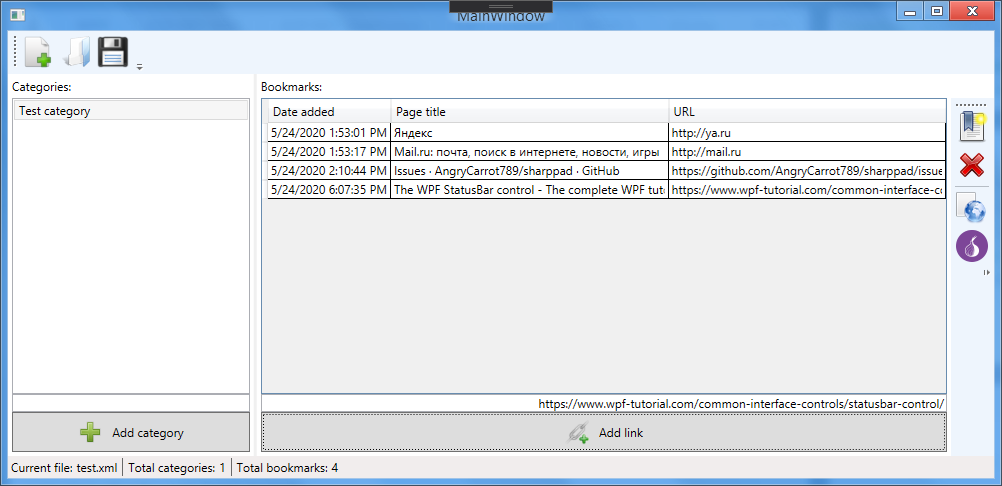 MainWindow
Categories:
Bookmarks:
Test category
Date added Page title URL
5/24/2020 1:53:01 PM Яндекс http://ya.ru
5/24/2020 1:53:17 PM Mail.ru: почта, поиск в интернете, новости, игры http://mail.ru
5/24/2020 2:10:44 PM Issues · AngryCarrot789/sharppad · GitHub https://github.com/AngryCarrot789/sharppad/issue
5/24/2020 6:07:35 PM The WPF StatusBar control - The complete WPF tut https://www.wpf-tutorial.com/common-interface-co
https://www.wpf-tutorial.com/common-interface-controls/statusbar-control/
Add category
Add link
Current file: test.xml Total categories: 1 Total bookmarks: 4